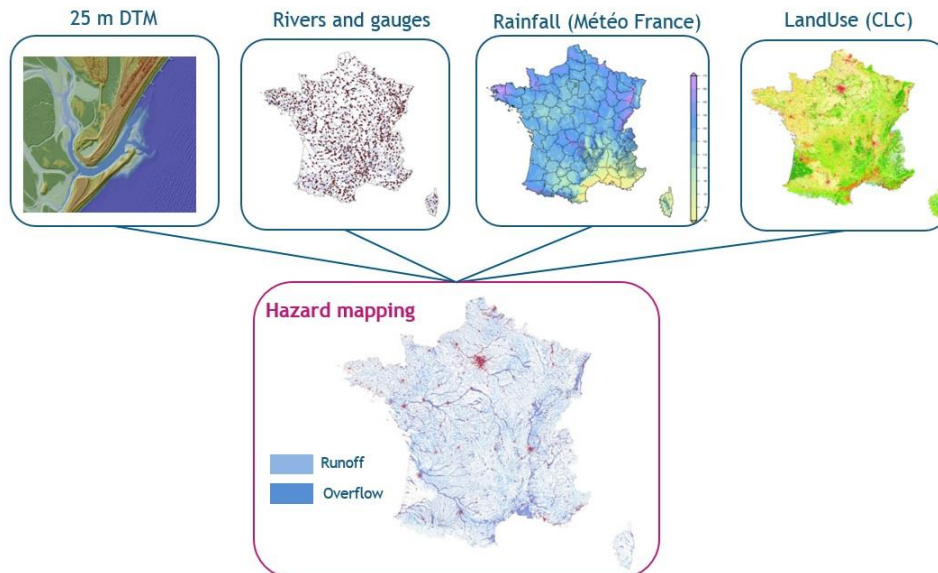 25 m DTM
Rivers and gauges
Rainfall (Météo France)
LandUse (CLC)
Hazard mapping
Runoff
Overflow